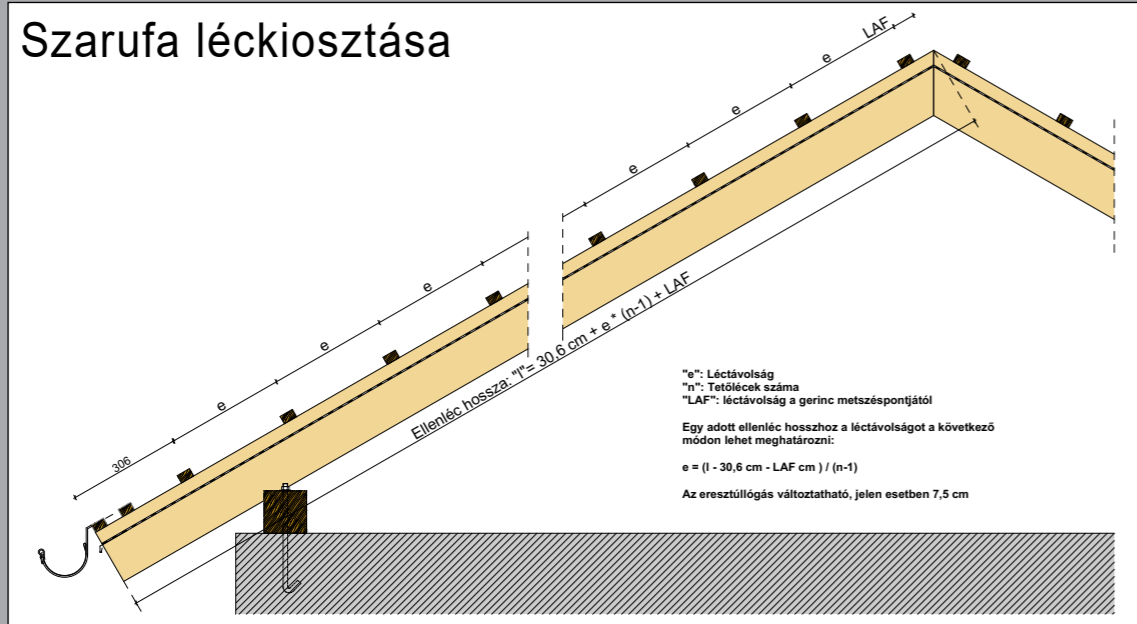 Szarufa léckiosztása
LAF
e
e
e
e
e
e
306
Ellenléc hossza: "l"= 30,6 cm + e * (n-1) + LAF
"e": Léctávolság
"n": Tetőlécek száma
"LAF": léctávolság a gerinc metszéspontjától
Egy adott ellenléc hosszhoz a léctávolságot a következő
módon lehet meghatározni:
e = (l - 30,6 cm - LAF cm ) / (n-1)
Az eresztúllógás változtatható, jelen esetben 7,5 cm